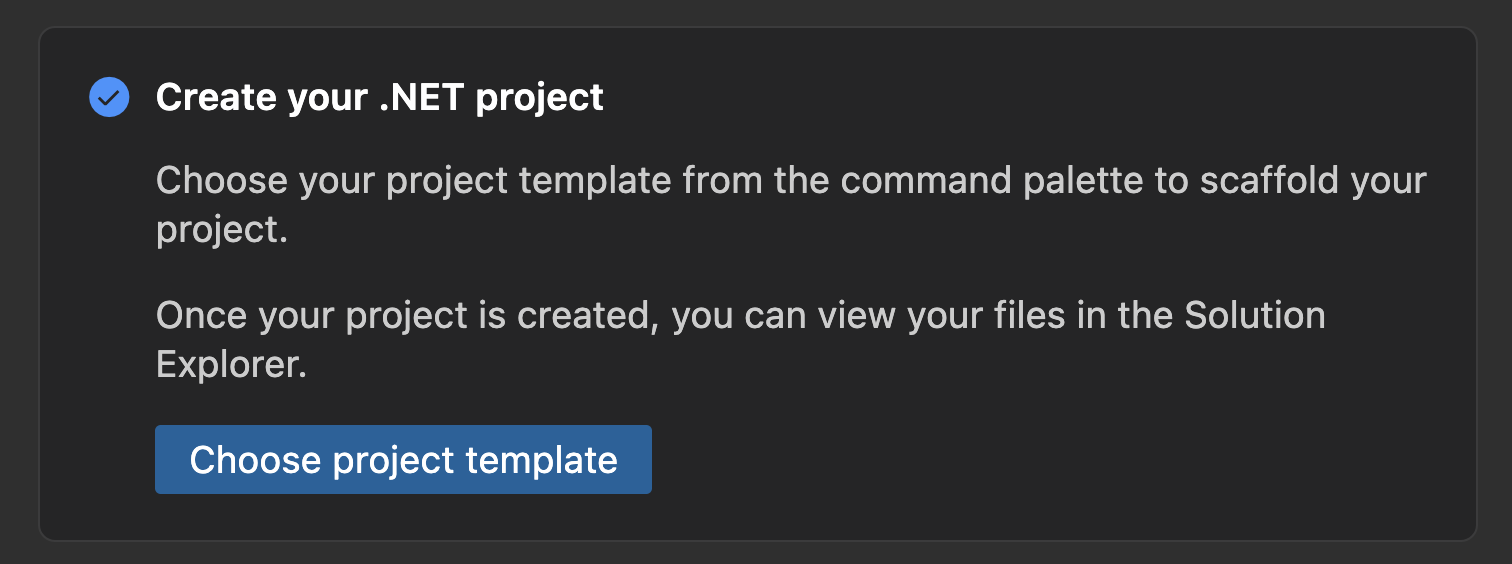 Create your .NET project
Choose your project template from the command palette to scaffold your
project.
Once your project is created, you can view your files in the Solution
Explorer.
Choose project template